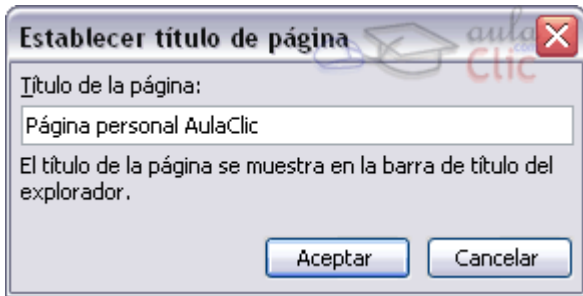 Establecer título de página
aula
Clic
.com
Título de la página:
Página personal AulaClic
El título de la página se muestra en la barra de título del
explorador.
Aceptar
Cancelar